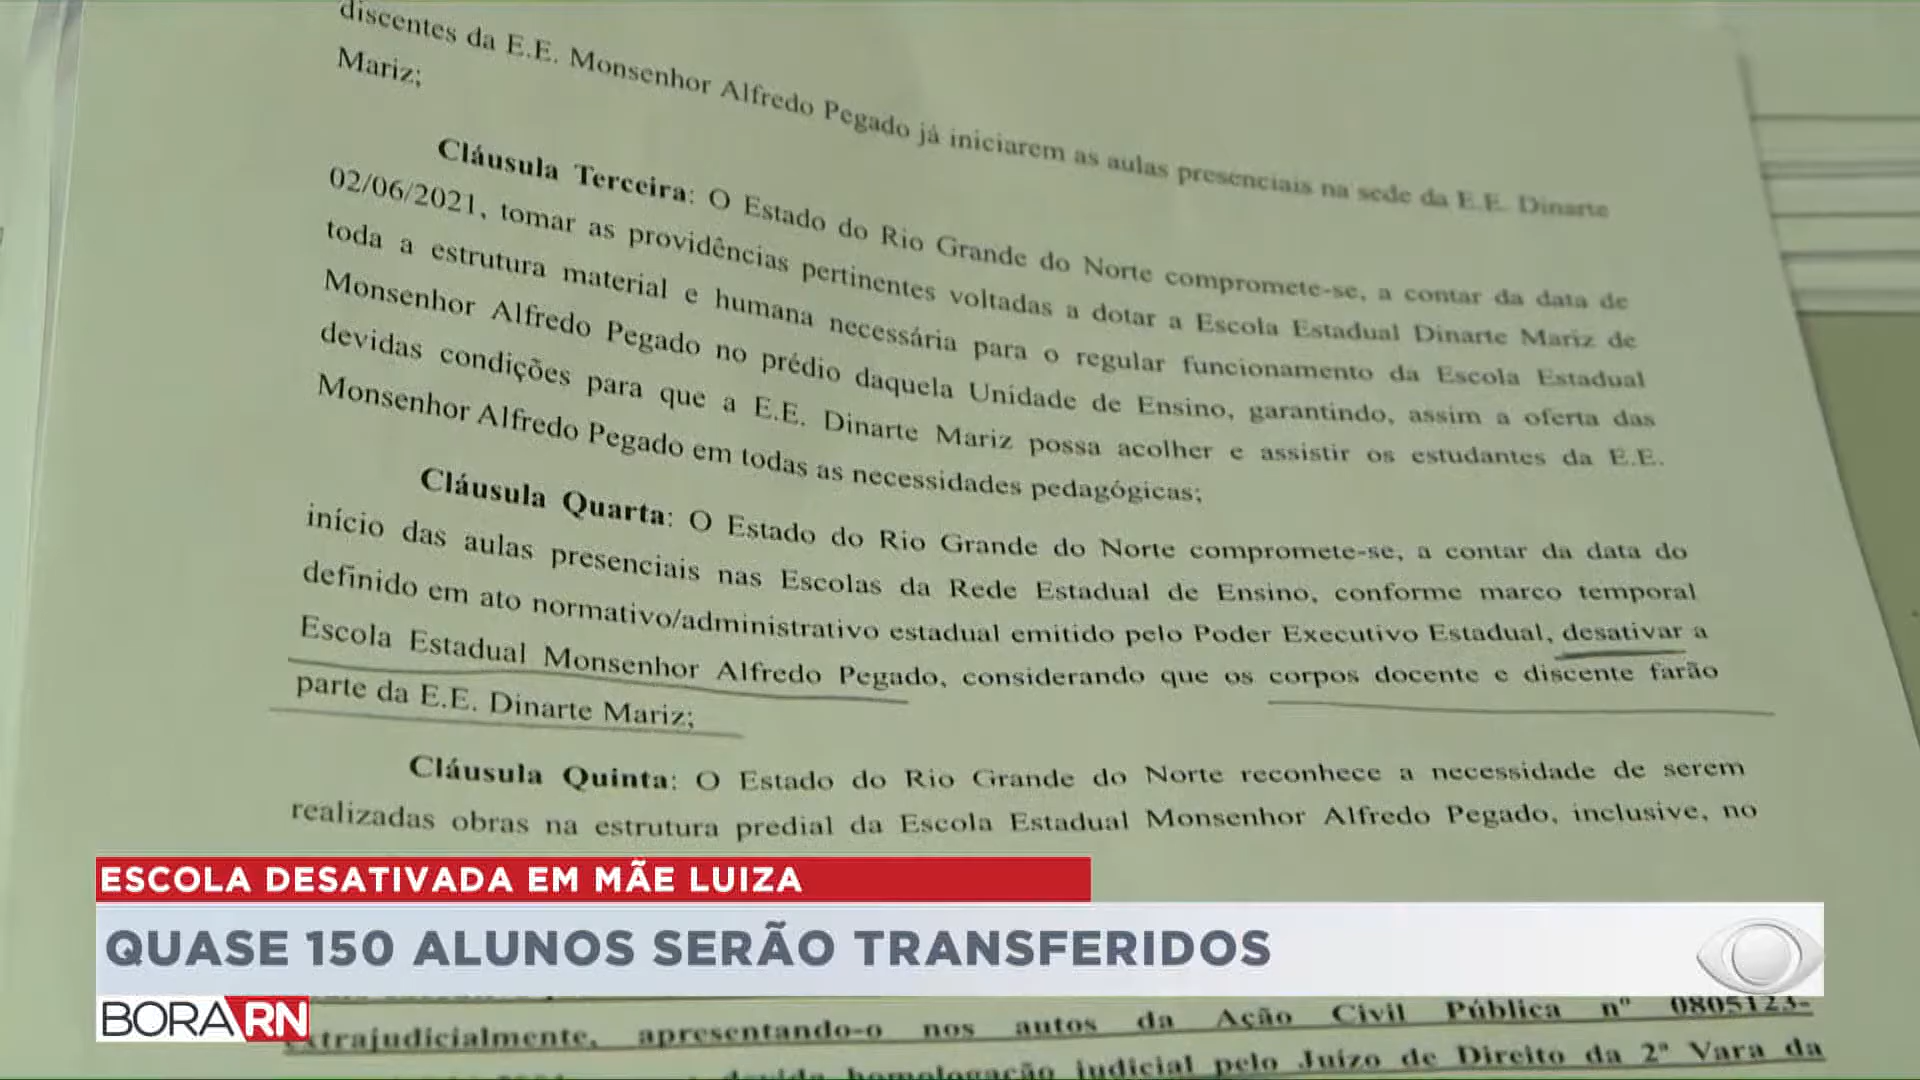 discentes da E.E. Monsenhor Alfredo Pegado já iniciarem as aulas presenciais na sede da E.E. Dinarte
Mariz;
Cláusula Terceira: O Estado do Rio Grande do Norte compromete-se, a contar da data de
02/06/2021, tomar as providências pertinentes voltadas a dotar a Escola Estadual Dinarte Mariz de
toda a estrutura material e humana necessária para o regular funcionamento da Escola Estadual
Monsenhor Alfredo Pegado no prédio daquela Unidade de Ensino, garantindo, assim a oferta das
devidas condições para que a E.E. Dinarte Mariz possa acolher e assistir os estudantes da E.E.
Monsenhor Alfredo Pegado em todas as necessidades pedagógicas;
Cláusula Quarta: O Estado do Rio Grande do Norte compromete-se, a contar da data do
início das aulas presenciais nas Escolas da Rede Estadual de Ensino, conforme marco temporal
definido em ato normativo/administrativo estadual emitido pelo Poder Executivo Estadual, desativar a
Escola Estadual Monsenhor Alfredo Pegado, considerando que os corpos docente e discente farão
parte da E.E. Dinarte Mariz;
Cláusula Quinta: O Estado do Rio Grande do Norte reconhece a necessidade de serem
realizadas obras na estrutura predial da Escola Estadual Monsenhor Alfredo Pegado, inclusive, no
ESCOLA DESATIVADA EM MÃE LUIZA
QUASE 150 ALUNOS SERÃO TRANSFERIDOS
BORA RN
extrajudicialmente, apresentando-o nos autos da Ação Civil Pública nº 0805123-
devida homologação judicial pelo Juízo de Direito da 2ª Vara da